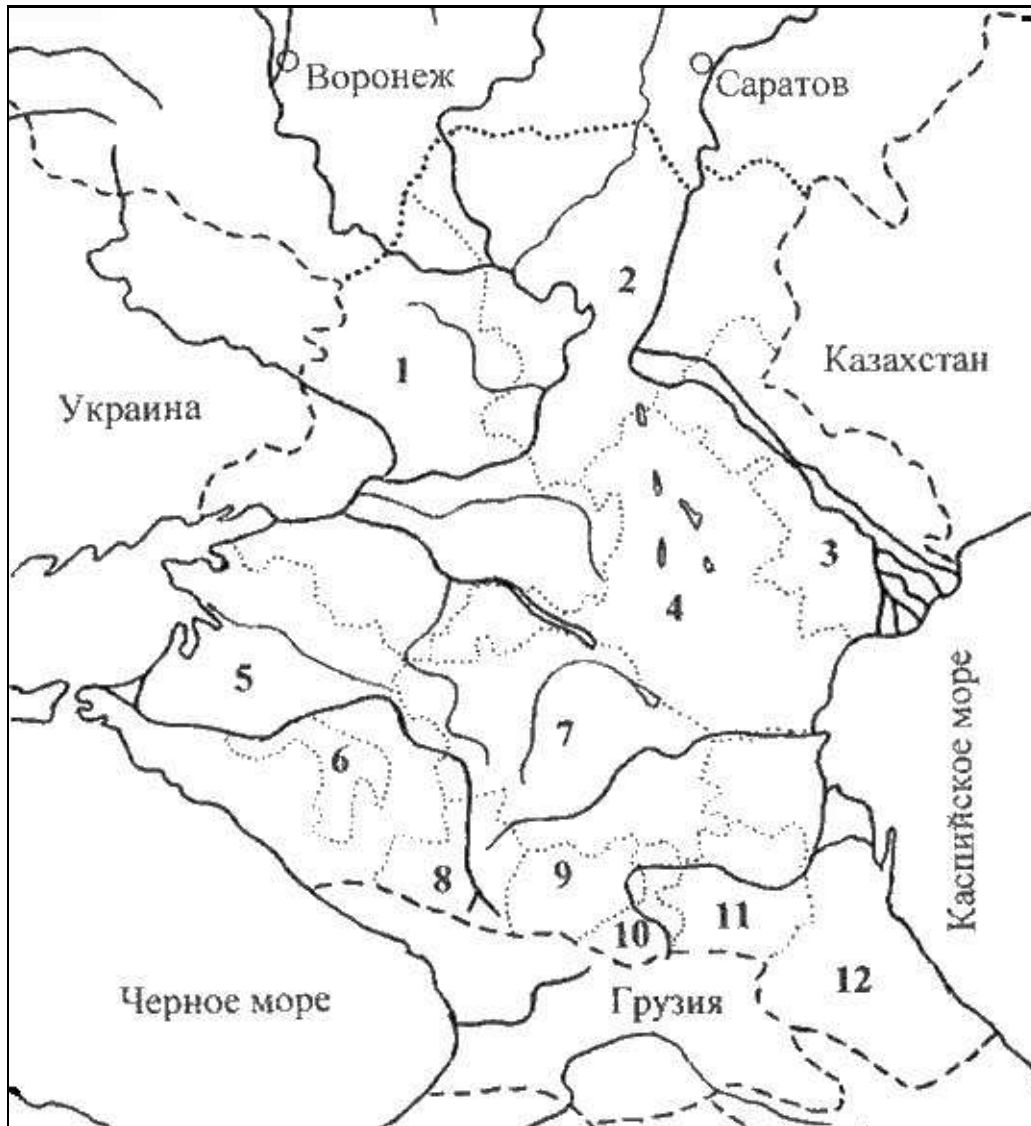 Воронеж
Саратов
2
Казахстан
1
Украина
3
4
5
7
6
Каспийское море
9
8
11
10
12
Черное море
Грузия